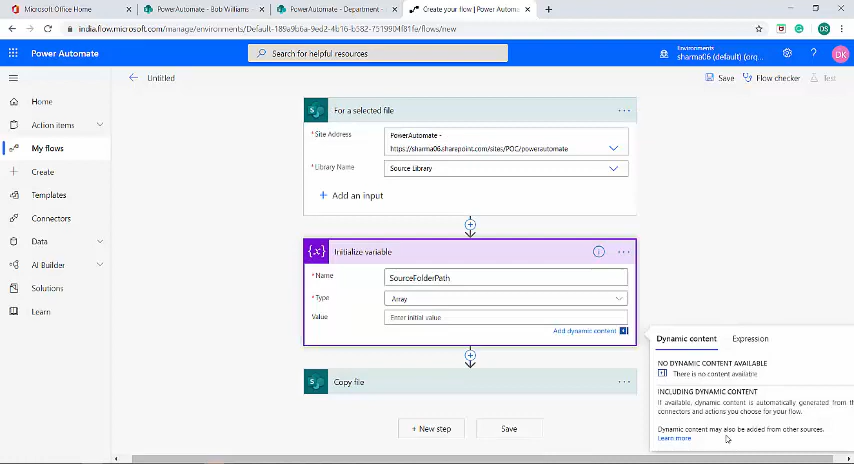 Microsoft Office Home
PowerAutomate - Bob Williams -
PowerAutomate - Department -
Create your flow | Power Automate
india.flow.microsoft.com/manage/environments/Default-189a9b6a-9ed2-4b16-b582-7519904f81fe/flows/new
DS
Power Automate
Search for helpful resources
Environments
sharma06 (default) (orq...
DK
Untitled
Save
Flow checker
Test
Home
Action items
My flows
Create
Templates
Connectors
Data
AI Builder
Solutions
Learn
For a selected file
* Site Address
PowerAutomate -
https://sharma06.sharepoint.com/sites/POC/powerautomate
* Library Name
Source Library
Add an input
{x}
Initialize variable
* Name
SourceFolderPath
* Type
Array
Value
Enter initial value
Add dynamic content
Copy file
+ New step
Save
Dynamic content
Expression
NO DYNAMIC CONTENT AVAILABLE
There is no content available
INCLUDING DYNAMIC CONTENT
If available, dynamic content is automatically generated from th
connectors and actions you choose for your flow.
Dynamic content may also be added from other sources.
Learn more